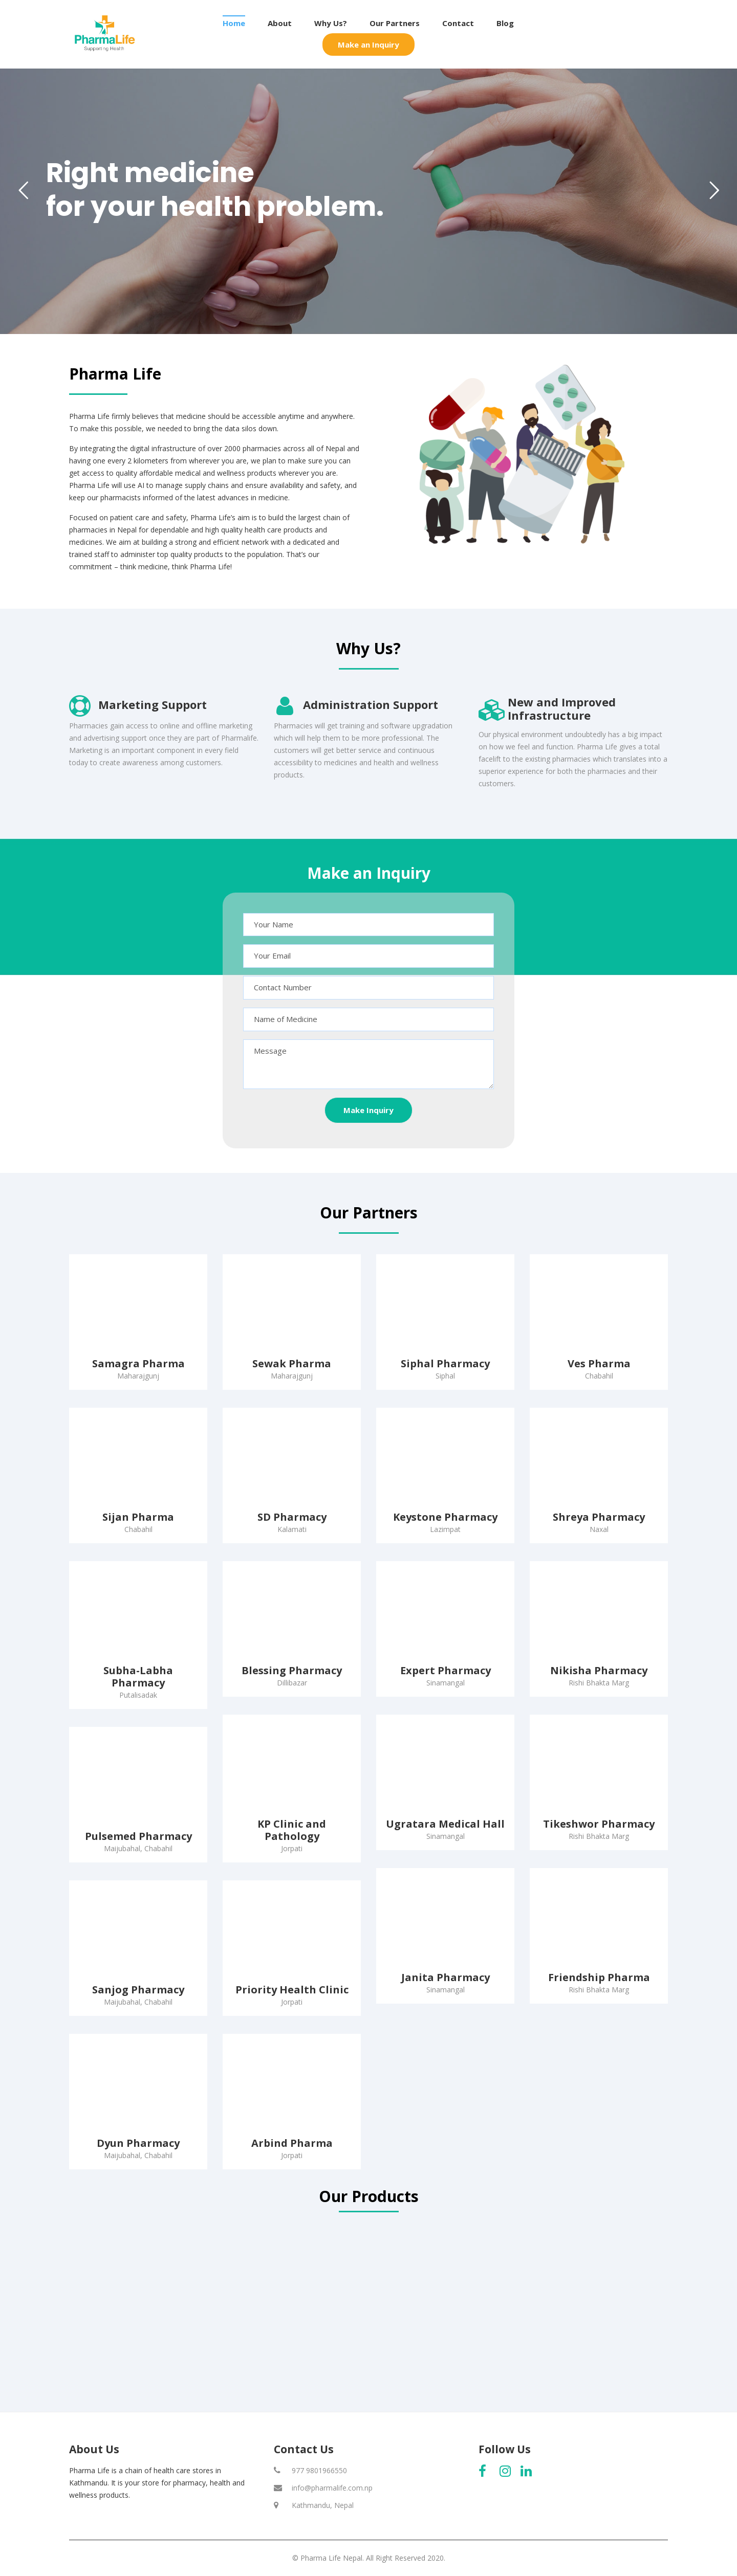 PharmaLife
Supporting Health
Home About Why Us? Our Partners Contact Blog
Make an Inquiry
Right medicine
for your health problem.
Pharma Life
Pharma Life firmly believes that medicine should be accessible anytime and anywhere.
To make this possible, we needed to bring the data silos down.
By integrating the digital infrastructure of over 2000 pharmacies across all of Nepal and
having one every 2 kilometers from wherever you are, we plan to make sure you can
get access to quality affordable medical and wellness products wherever you are.
Pharma Life will use AI to manage supply chains and ensure availability and safety, and
keep our pharmacists informed of the latest advances in medicine.
Focused on patient care and safety, Pharma Life's aim is to build the largest chain of
pharmacies in Nepal for dependable and high quality health care products and
medicines. We aim at building a strong and efficient network with a dedicated and
trained staff to administer top quality products to the population. That's our
commitment – think medicine, think Pharma Life!
Why Us?
Marketing Support
Pharmacies gain access to online and offline marketing
and advertising support once they are part of Pharmalife.
Marketing is an important component in every field
today to create awareness among customers.
Administration Support
Pharmacies will get training and software upgradation
which will help them to be more professional. The
customers will get better service and continuous
accessibility to medicines and health and wellness
products.
New and Improved
Infrastructure
Our physical environment undoubtedly has a big impact
on how we feel and function. Pharma Life gives a total
facelift to the existing pharmacies which translates into a
superior experience for both the pharmacies and their
customers.
Make an Inquiry
Your Name
Your Email
Contact Number
Name of Medicine
Message
Make Inquiry
Our Partners
Samagra Pharma
Maharajgunj
Sewak Pharma
Maharajgunj
Siphal Pharmacy
Siphal
Ves Pharma
Chabahil
Sijan Pharma
Chabahil
SD Pharmacy
Kalamati
Keystone Pharmacy
Lazimpat
Shreya Pharmacy
Naxal
Subha-Labha
Pharmacy
Putalisadak
Blessing Pharmacy
Dillibazar
Expert Pharmacy
Sinamangal
Nikisha Pharmacy
Rishi Bhakta Marg
Pulsemed Pharmacy
Maijubahal, Chabahil
KP Clinic and
Pathology
Jorpati
Ugratara Medical Hall
Sinamangal
Tikeshwor Pharmacy
Rishi Bhakta Marg
Sanjog Pharmacy
Maijubahal, Chabahil
Priority Health Clinic
Jorpati
Janita Pharmacy
Sinamangal
Friendship Pharma
Rishi Bhakta Marg
Dyun Pharmacy
Maijubahal, Chabahil
Arbind Pharma
Jorpati
Our Products
About Us
Pharma Life is a chain of health care stores in
Kathmandu. It is your store for pharmacy, health and
wellness products.
Contact Us
977 9801966550
info@pharmalife.com.np
Kathmandu, Nepal
Follow Us
© Pharma Life Nepal. All Right Reserved 2020.